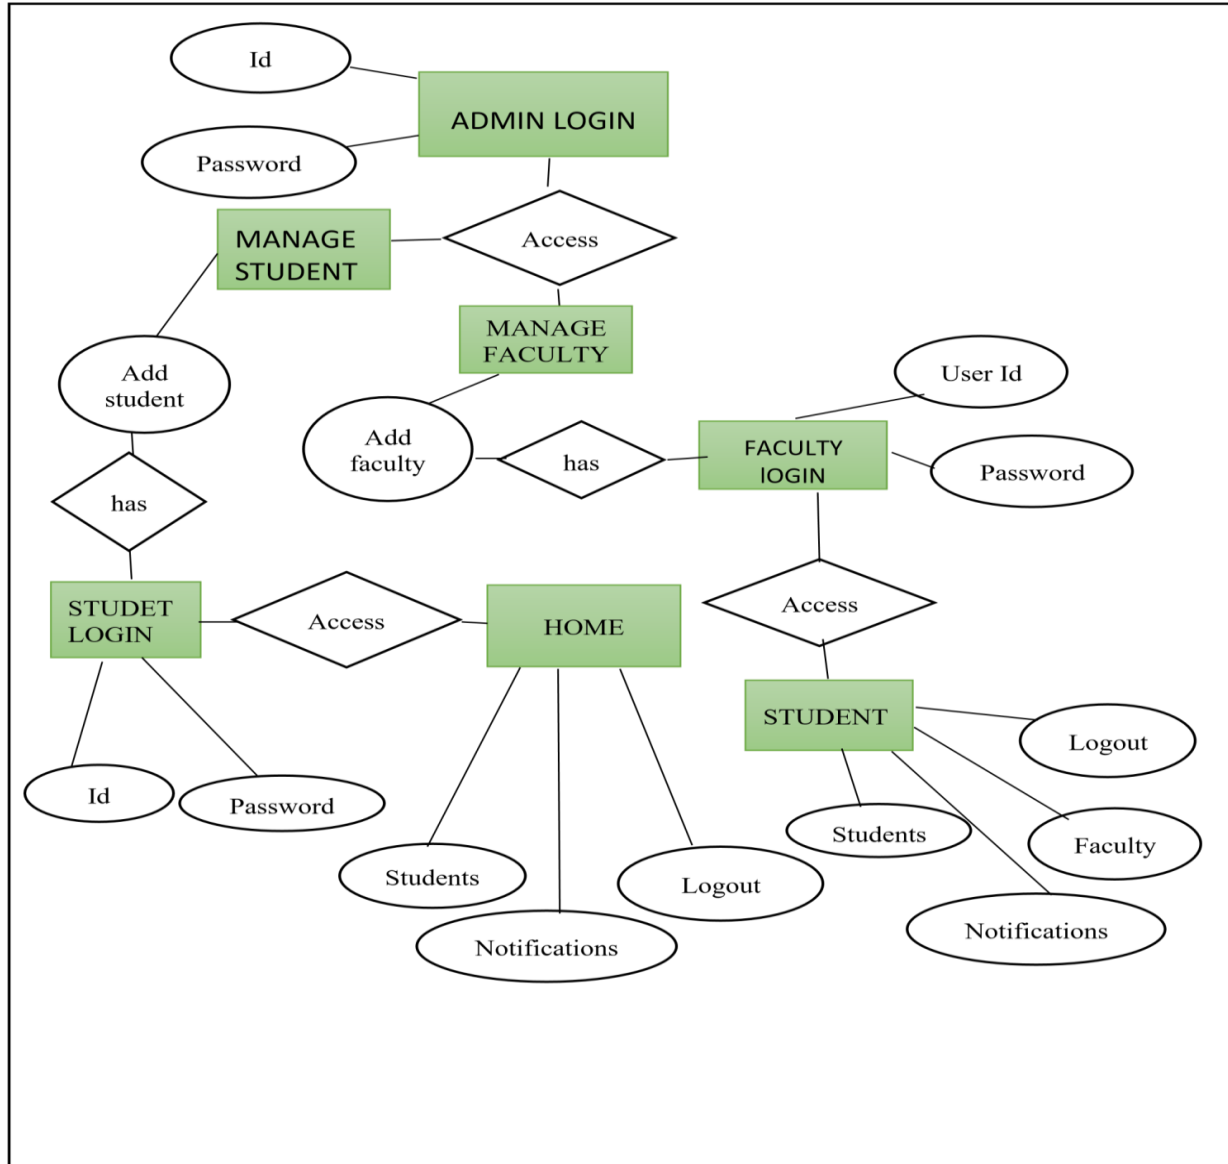 Id
ADMIN LOGIN
Password
MANAGE
STUDENT
Access
MANAGE
FACULTY
User Id
Add
student
Add
faculty
has
FACULTY
lOGIN
Password
has
STUDET
LOGIN
Access
HOME
Access
STUDENT
Logout
Id
Password
Students
Faculty
Students
Logout
Notifications
Notifications